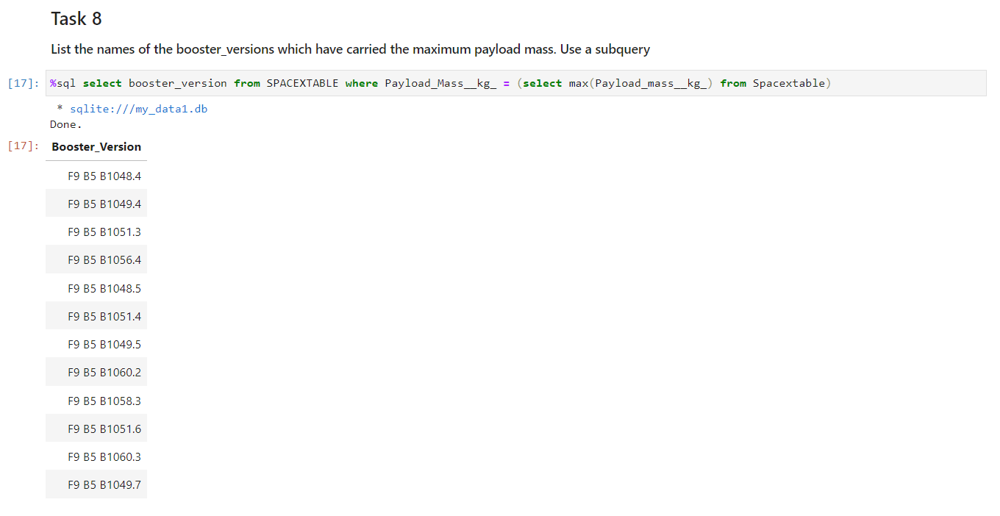 Task 8
List the names of the booster_versions which have carried the maximum payload mass. Use a subquery
[17]: %sql select booster_version from SPACEXTABLE where Payload_Mass__kg_ = (select max(Payload_mass__kg_) from Spacextable)
* sqlite:///my_data1.db
Done.
[17]: Booster_Version
F9 B5 B1048.4
F9 B5 B1049.4
F9 B5 B1051.3
F9 B5 B1056.4
F9 B5 B1048.5
F9 B5 B1051.4
F9 B5 B1049.5
F9 B5 B1060.2
F9 B5 B1058.3
F9 B5 B1051.6
F9 B5 B1060.3
F9 B5 B1049.7